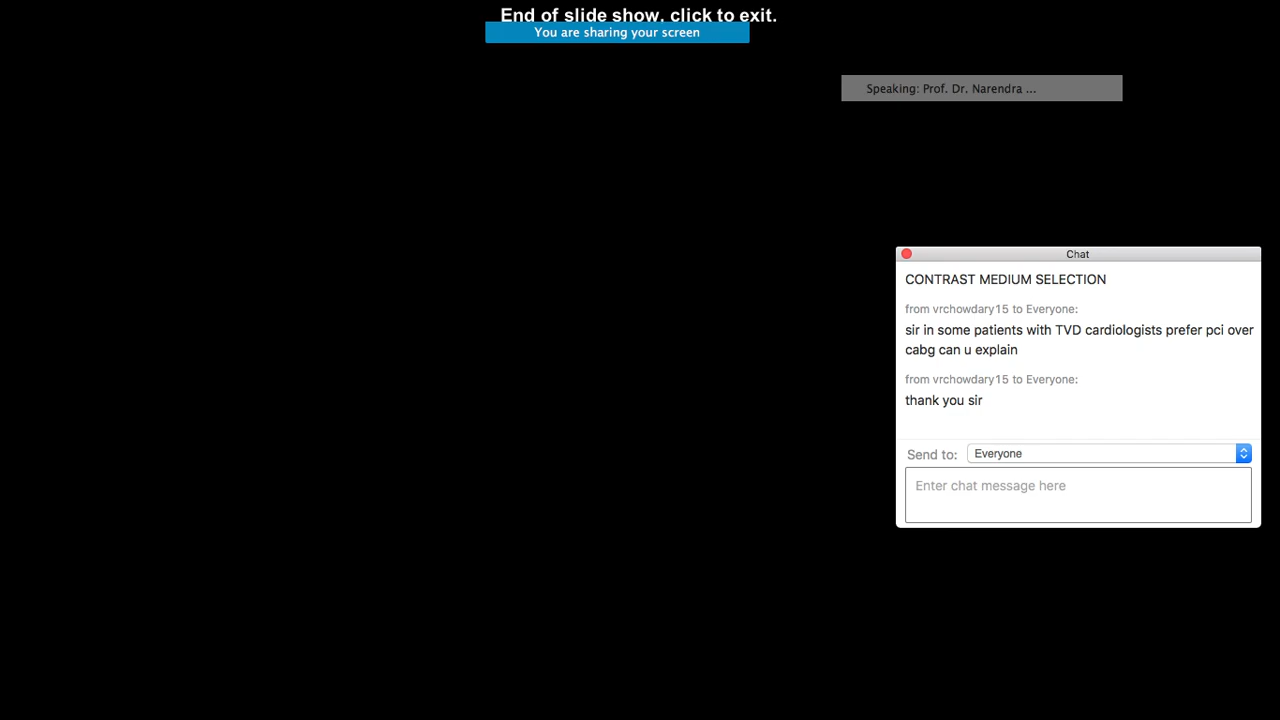 End of slide show, click to exit.
You are sharing your screen
Speaking: Prof. Dr. Narendra ...
Chat
CONTRAST MEDIUM SELECTION
from vrchowdary15 to Everyone:
sir in some patients with TVD cardiologists prefer pci over
cabg can u explain
from vrchowdary15 to Everyone:
thank you sir
Send to: Everyone
Enter chat message here